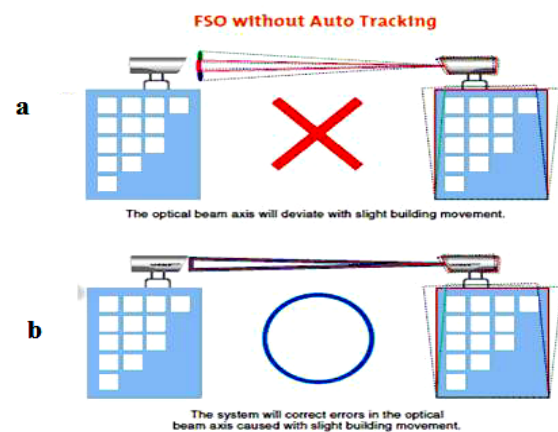 FSO without Auto Tracking
a
The optical beam axis will deviate with slight building movement.
b
The system will correct errors in the optical
beam axis caused with slight building movement.